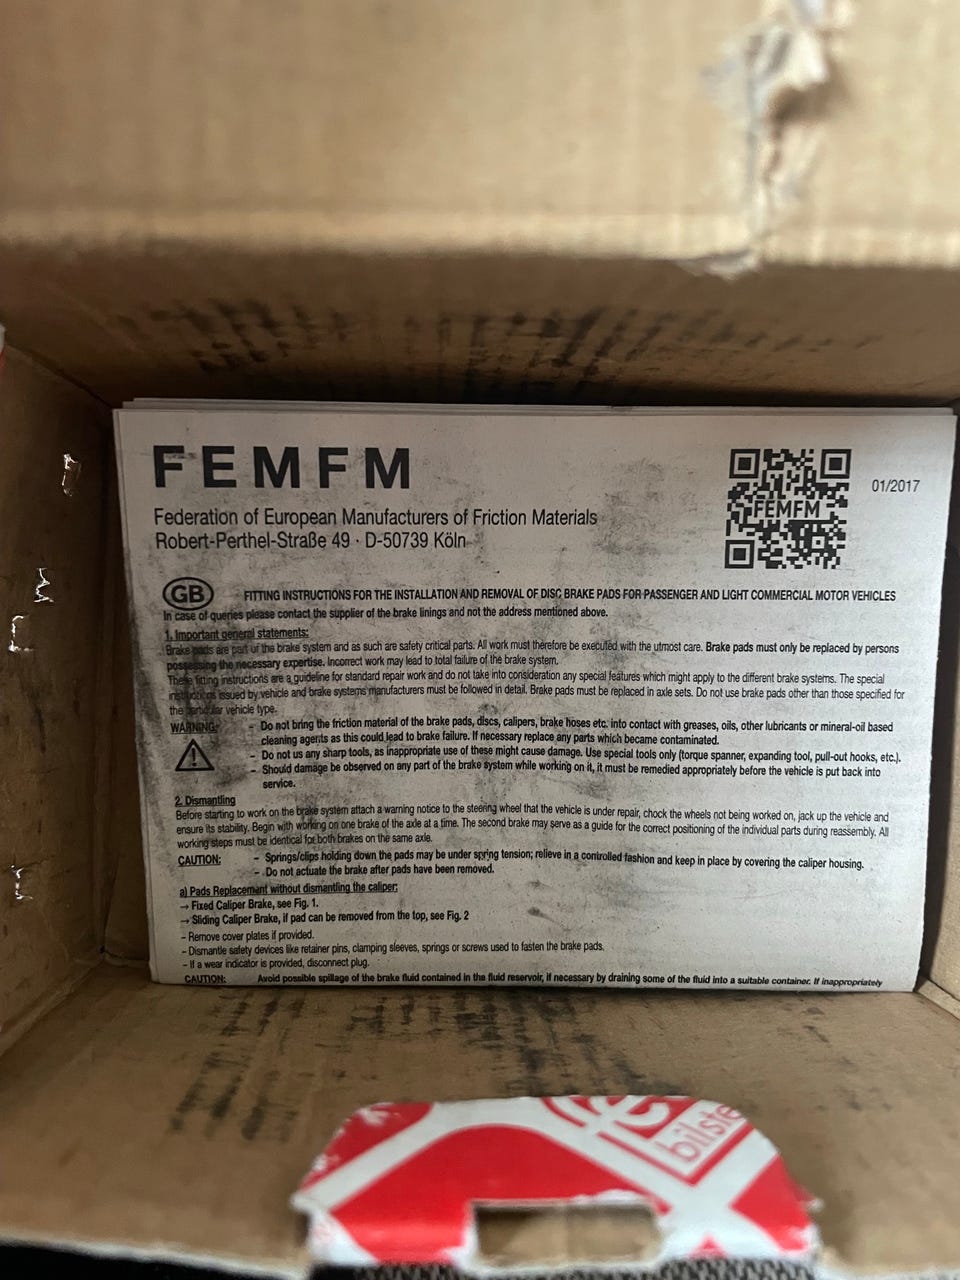 FEMFM
Federation of European Manufacturers of Friction Materials
Robert-Perthel-Straße 49 · D-50739 Köln
FEMFM
01/2017
GB
FITTING INSTRUCTIONS FOR THE INSTALLATION AND REMOVAL OF DISC BRAKE PADS FOR PASSENGER AND LIGHT COMMERCIAL MOTOR VEHICLES
In case of queries please contact the supplier of the brake linings and not the address mentioned above.
1. Important general statements:
Brake pads are part of the brake system and as such are safety critical parts. All work must therefore be executed with the utmost care. Brake pads must only be replaced by persons
possessing the necessary expertise. Incorrect work may lead to total failure of the brake system.
These fitting instructions are a guideline for standard repair work and do not take into consideration any special features which might apply to the different brake systems. The special
instructions issued by vehicle and brake systems manufacturers must be followed in detail. Brake pads must be replaced in axle sets. Do not use brake pads other than those specified for
the particular vehicle type.
WARNING:
– Do not bring the friction material of the brake pads, discs, calipers, brake hoses etc. into contact with greases, oils, other lubricants or mineral-oil based
cleaning agents as this could lead to brake failure. If necessary replace any parts which became contaminated.
– Do not us any sharp tools, as inappropriate use of these might cause damage. Use special tools only (torque spanner, expanding tool, pull-out hooks, etc.).
– Should damage be observed on any part of the brake system while working on it, it must be remedied appropriately before the vehicle is put back into
service.
2. Dismantling
Before starting to work on the brake system attach a warning notice to the steering wheel that the vehicle is under repair, chock the wheels not being worked on, jack up the vehicle and
ensure its stability. Begin with working on one brake of the axle at a time. The second brake may serve as a guide for the correct positioning of the individual parts during reassembly. All
working steps must be identical for both brakes on the same axle.
CAUTION:
– Springs/clips holding down the pads may be under spring tension; relieve in a controlled fashion and keep in place by covering the caliper housing.
– Do not actuate the brake after pads have been removed.
a) Pads Replacement without dismantling the caliper:
→ Fixed Caliper Brake, see Fig. 1.
→ Sliding Caliper Brake, if pad can be removed from the top, see Fig. 2
– Remove cover plates if provided.
– Dismantle safety devices like retainer pins, clamping sleeves, springs or screws used to fasten the brake pads.
– If a wear indicator is provided, disconnect plug.
CAUTION:
Avoid possible spillage of the brake fluid contained in the fluid reservoir, if necessary by draining some of the fluid into a suitable container. If inappropriately
bilste